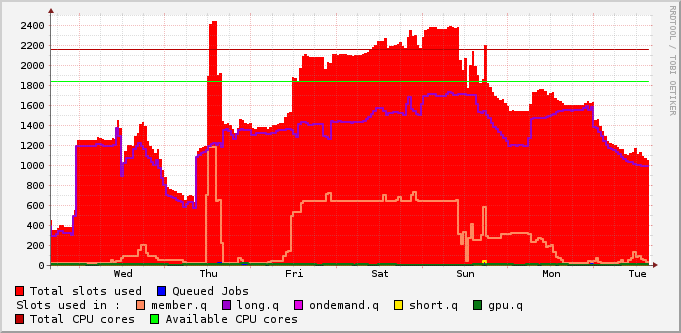 RRDTOOL / TOBI OETIKER
2400
2200
2000
1800
1600
1400
1200
1000
800
600
400
200
0
Wed Thu Fri Sat Sun Mon Tue
Total slots used Queued Jobs
Slots used in : member.q long.q ondemand.q short.q gpu.q
Total CPU cores Available CPU cores